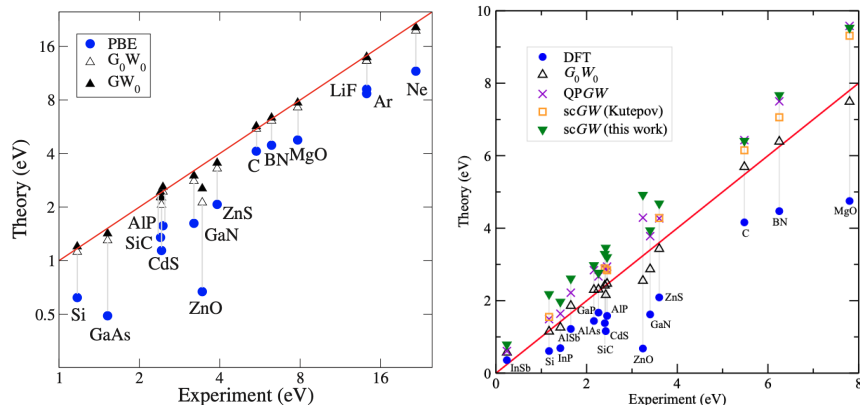 16
8
4
2
1
0.5
Theory (eV)
PBE
G₀W₀
GW₀
LiF
Ar
Ne
C
BN
MgO
AlP
SiC
CdS
ZnS
GaN
ZnO
Si
GaAs
1 2 4 8 16
Experiment (eV)
10
8
6
4
2
0
Theory (eV)
DFT
G₀W₀
QPGW
scGW (Kutepov)
scGW (this work)
MgO
BN
C
ZnS
GaN
ZnO
GaP
AlP
AlSb
AlAs
CdS
SiC
InP
Si
InSb
0 2 4 6 8
Experiment (eV)